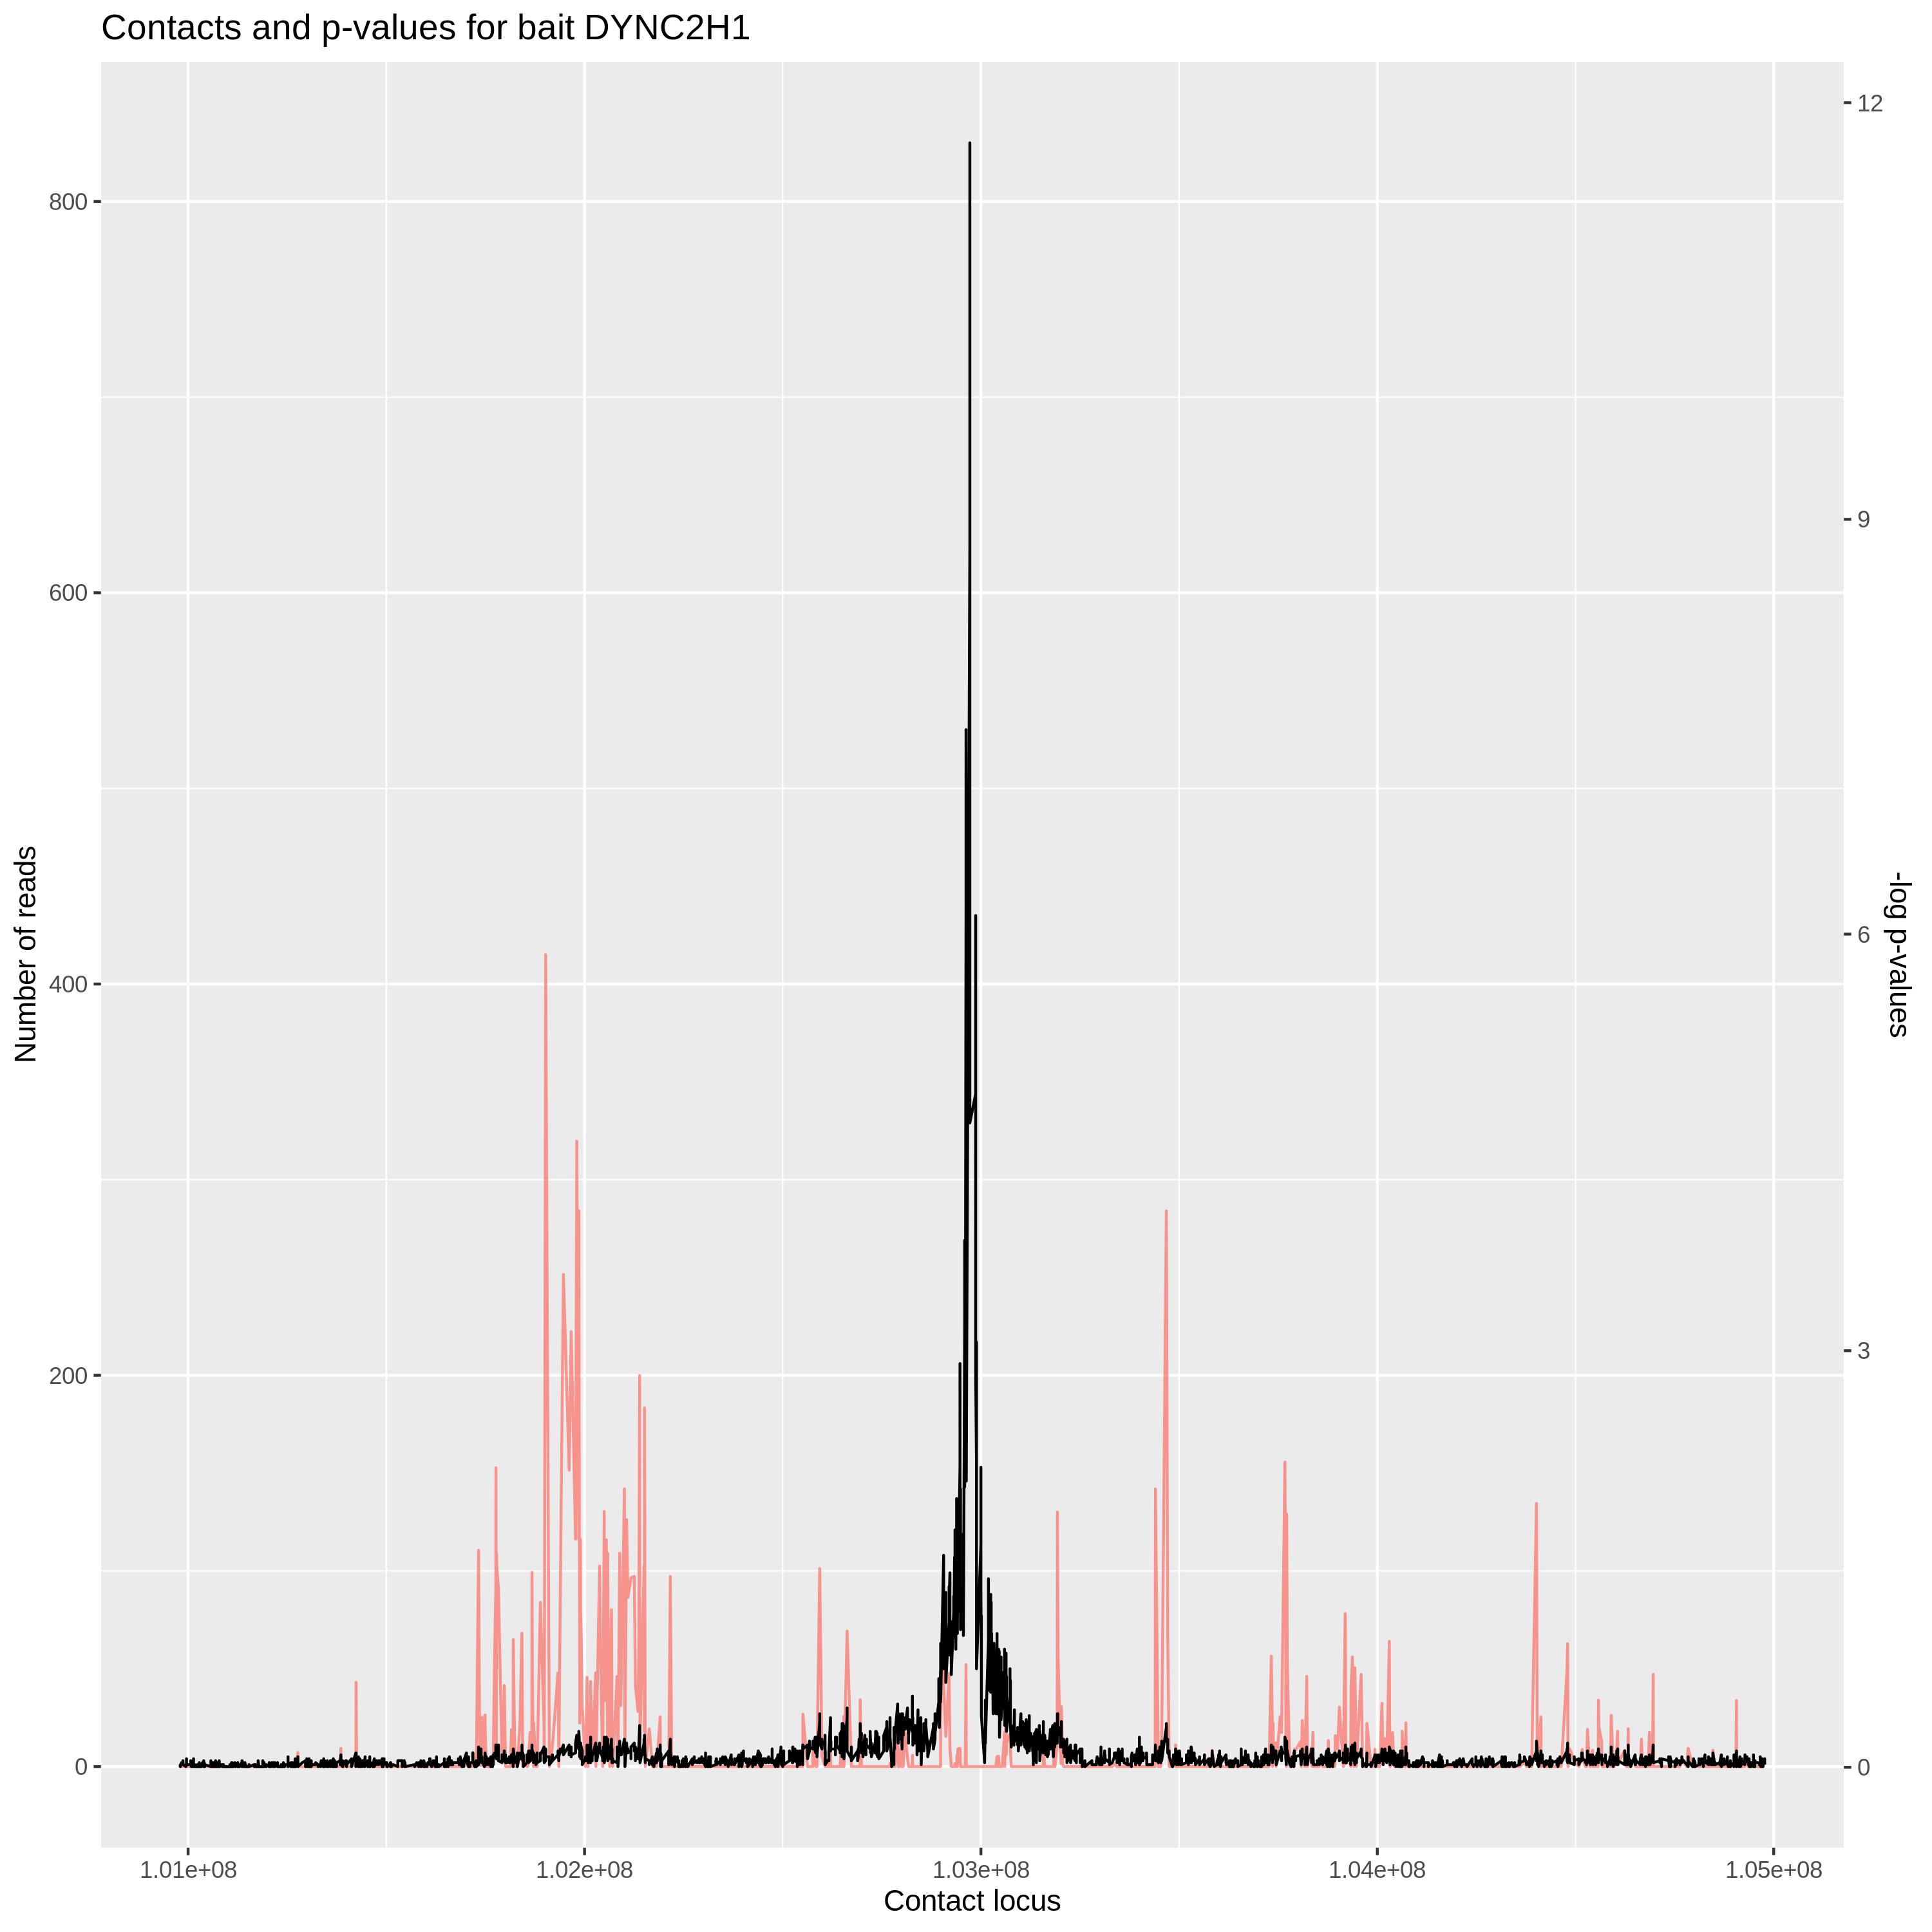 Contacts and p-values for bait DYNC2H1
12
800
9
600
6
400
3
200
0
0
Number of reads
-log p-values
1.01e+08 1.02e+08 1.03e+08 1.04e+08 1.05e+08
Contact locus